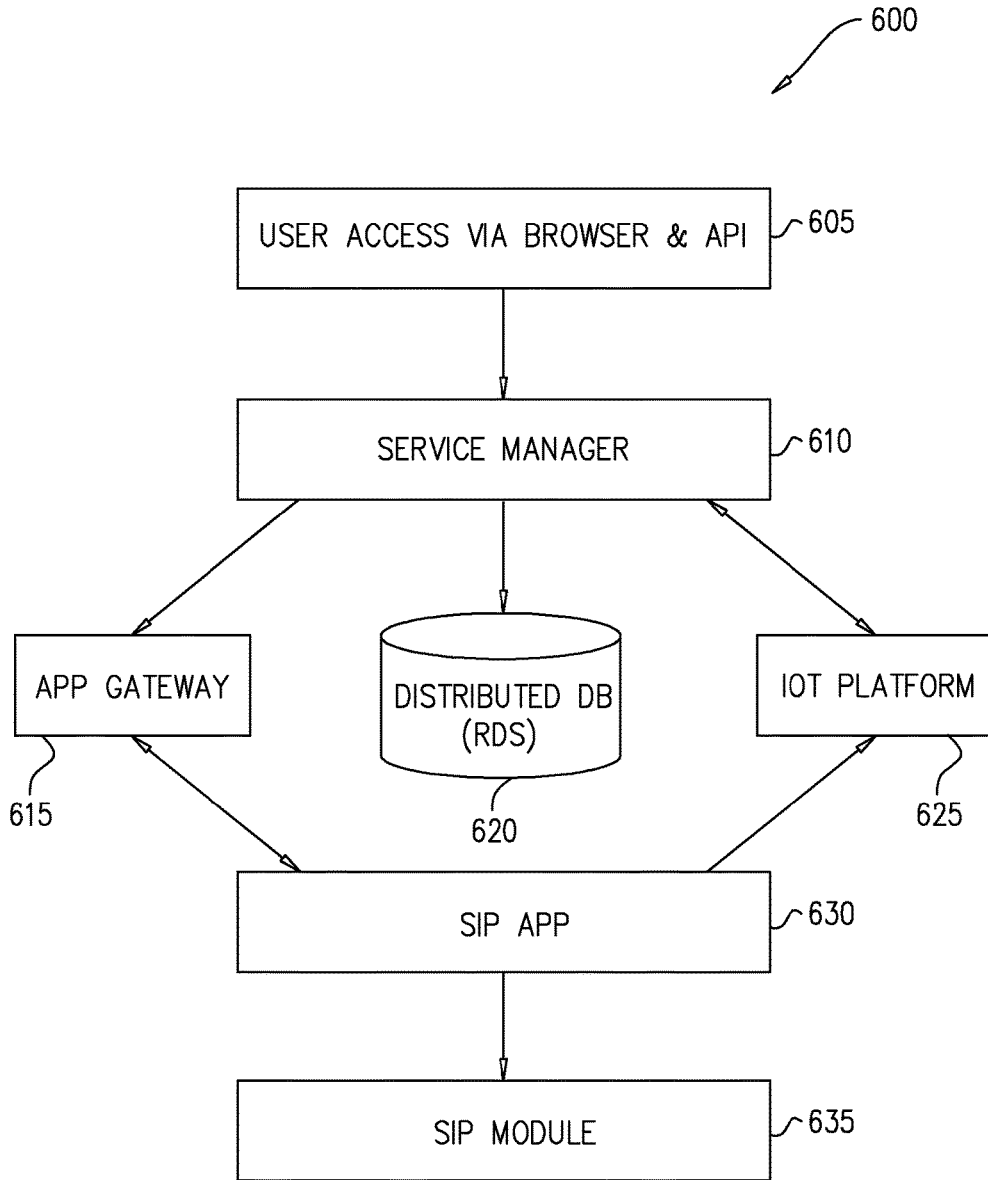 600
USER ACCESS VIA BROWSER & API
605
SERVICE MANAGER
610
APP GATEWAY
615
DISTRIBUTED DB
(RDS)
620
IOT PLATFORM
625
SIP APP
630
SIP MODULE
635